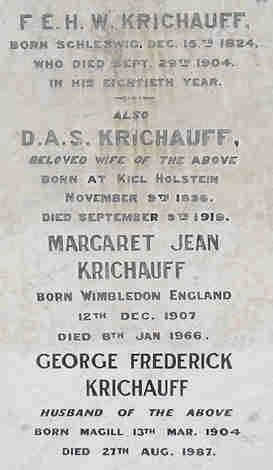 F. E. H. W. KRICHAUFF,
BORN SCHLESWIG, DEC. 15TH 1824,
WHO DIED SEPT. 29TH 1904.
IN HIS EIGHTIETH YEAR.
ALSO
D.A.S. KRICHAUFF,
BELOVED WIFE OF THE ABOVE
BORN AT KIEL HOLSTEIN
NOVEMBER 9TH 1836.
DIED SEPTEMBER 5TH 1918.
MARGARET JEAN
KRICHAUFF
BORN WIMBLEDON ENGLAND
12TH DEC. 1907
DIED 8TH JAN 1966.
GEORGE FREDERICK
KRICHAUFF
HUSBAND OF THE ABOVE
BORN MAGILL 13TH MAR. 1904
DIED 27TH AUG. 1987.